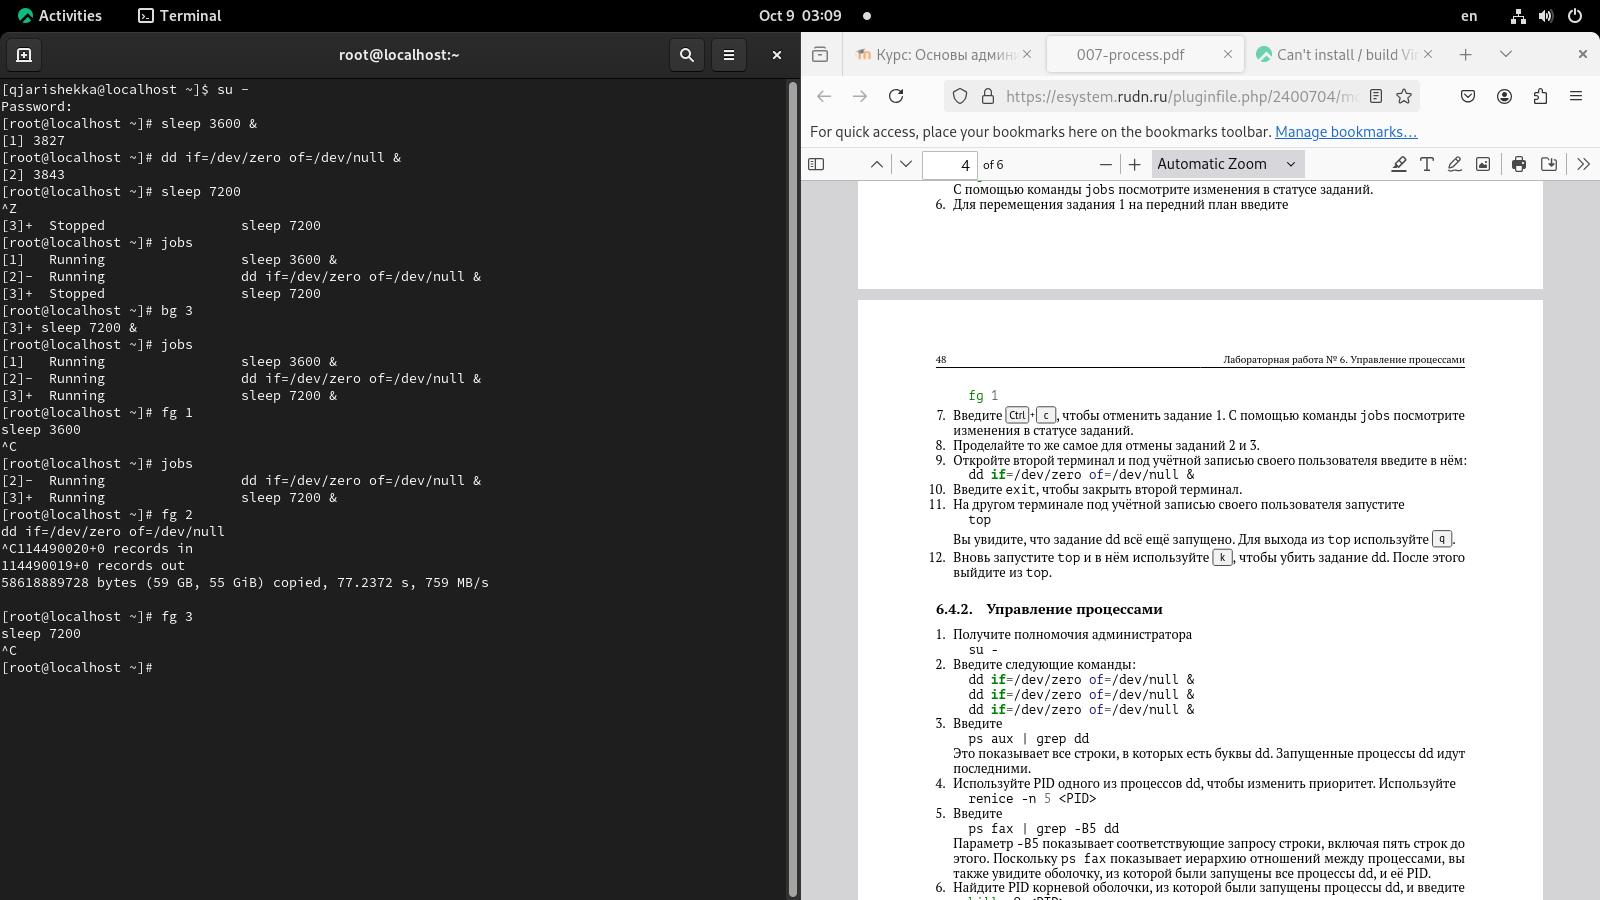 Activities
Terminal
Oct 9 03:09
en
root@localhost:~
[qjarishekka@localhost ~]$ su -
Password:
[root@localhost ~]# sleep 3600 &
[1] 3827
[root@localhost ~]# dd if=/dev/zero of=/dev/null &
[2] 3843
[root@localhost ~]# sleep 7200
^Z
[3]+  Stopped                 sleep 7200
[root@localhost ~]# jobs
[1]   Running                 sleep 3600 &
[2]-  Running                 dd if=/dev/zero of=/dev/null &
[3]+  Stopped                 sleep 7200
[root@localhost ~]# bg 3
[3]+ sleep 7200 &
[root@localhost ~]# jobs
[1]   Running                 sleep 3600 &
[2]-  Running                 dd if=/dev/zero of=/dev/null &
[3]+  Running                 sleep 7200 &
[root@localhost ~]# fg 1
sleep 3600
^C
[root@localhost ~]# jobs
[2]-  Running                 dd if=/dev/zero of=/dev/null &
[3]+  Running                 sleep 7200 &
[root@localhost ~]# fg 2
dd if=/dev/zero of=/dev/null
^C114490020+0 records in
114490019+0 records out
58618889728 bytes (59 GB, 55 GiB) copied, 77.2372 s, 759 MB/s
[root@localhost ~]# fg 3
sleep 7200
^C
[root@localhost ~]#
Курс: Основы админи
007-process.pdf
Can't install / build Vir
https://esystem.rudn.ru/pluginfile.php/2400704/mo
For quick access, place your bookmarks here on the bookmarks toolbar. Manage bookmarks…
4 of 6
Automatic Zoom
С помощью команды jobs посмотрите изменения в статусе заданий.
6. Для перемещения задания 1 на передний план введите
48 Лабораторная работа № 6. Управление процессами
fg 1
7. Введите Ctrl + c , чтобы отменить задание 1. С помощью команды jobs посмотрите
изменения в статусе заданий.
8. Проделайте то же самое для отмены заданий 2 и 3.
9. Откройте второй терминал и под учётной записью своего пользователя введите в нём:
dd if=/dev/zero of=/dev/null &
10. Введите exit, чтобы закрыть второй терминал.
11. На другом терминале под учётной записью своего пользователя запустите
top
Вы увидите, что задание dd всё ещё запущено. Для выхода из top используйте q .
12. Вновь запустите top и в нём используйте k , чтобы убить задание dd. После этого
выйдите из top.
6.4.2. Управление процессами
1. Получите полномочия администратора
su -
2. Введите следующие команды:
dd if=/dev/zero of=/dev/null &
dd if=/dev/zero of=/dev/null &
dd if=/dev/zero of=/dev/null &
3. Введите
ps aux | grep dd
Это показывает все строки, в которых есть буквы dd. Запущенные процессы dd идут
последними.
4. Используйте PID одного из процессов dd, чтобы изменить приоритет. Используйте
renice -n 5 <PID>
5. Введите
ps fax | grep -B5 dd
Параметр -B5 показывает соответствующие запросу строки, включая пять строк до
этого. Поскольку ps fax показывает иерархию отношений между процессами, вы
также увидите оболочку, из которой были запущены все процессы dd, и её PID.
6. Найдите PID корневой оболочки, из которой были запущены процессы dd, и введите